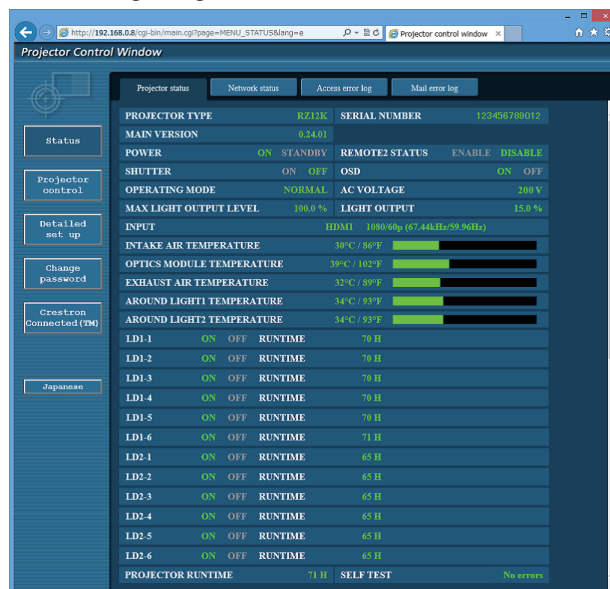 http://192.168.0.8/cgi-bin/main.cgi?page=MENU_STATUS&lang=e
Projector control window
Projector Control Window
Projector status Network status Access error log Mail error log
Status
Projector control
Detailed set up
Change password
Crestron Connected(TM)
Japanese
PROJECTOR TYPE RZ12K SERIAL NUMBER 123456789012
MAIN VERSION 0.24.01
POWER ON STANDBY REMOTE2 STATUS ENABLE DISABLE
SHUTTER ON OFF OSD ON OFF
OPERATING MODE NORMAL AC VOLTAGE 200 V
MAX LIGHT OUTPUT LEVEL 100.0 % LIGHT OUTPUT 15.0 %
INPUT HDMI 1080/60p (67.44kHz/59.96Hz)
INTAKE AIR TEMPERATURE 30°C / 86°F
OPTICS MODULE TEMPERATURE 39°C / 102°F
EXHAUST AIR TEMPERATURE 32°C / 89°F
AROUND LIGHT1 TEMPERATURE 34°C / 93°F
AROUND LIGHT2 TEMPERATURE 34°C / 93°F
LD1-1 ON OFF RUNTIME 70 H
LD1-2 ON OFF RUNTIME 70 H
LD1-3 ON OFF RUNTIME 70 H
LD1-4 ON OFF RUNTIME 70 H
LD1-5 ON OFF RUNTIME 70 H
LD1-6 ON OFF RUNTIME 71 H
LD2-1 ON OFF RUNTIME 65 H
LD2-2 ON OFF RUNTIME 65 H
LD2-3 ON OFF RUNTIME 65 H
LD2-4 ON OFF RUNTIME 65 H
LD2-5 ON OFF RUNTIME 65 H
LD2-6 ON OFF RUNTIME 65 H
PROJECTOR RUNTIME 71 H SELF TEST No errors